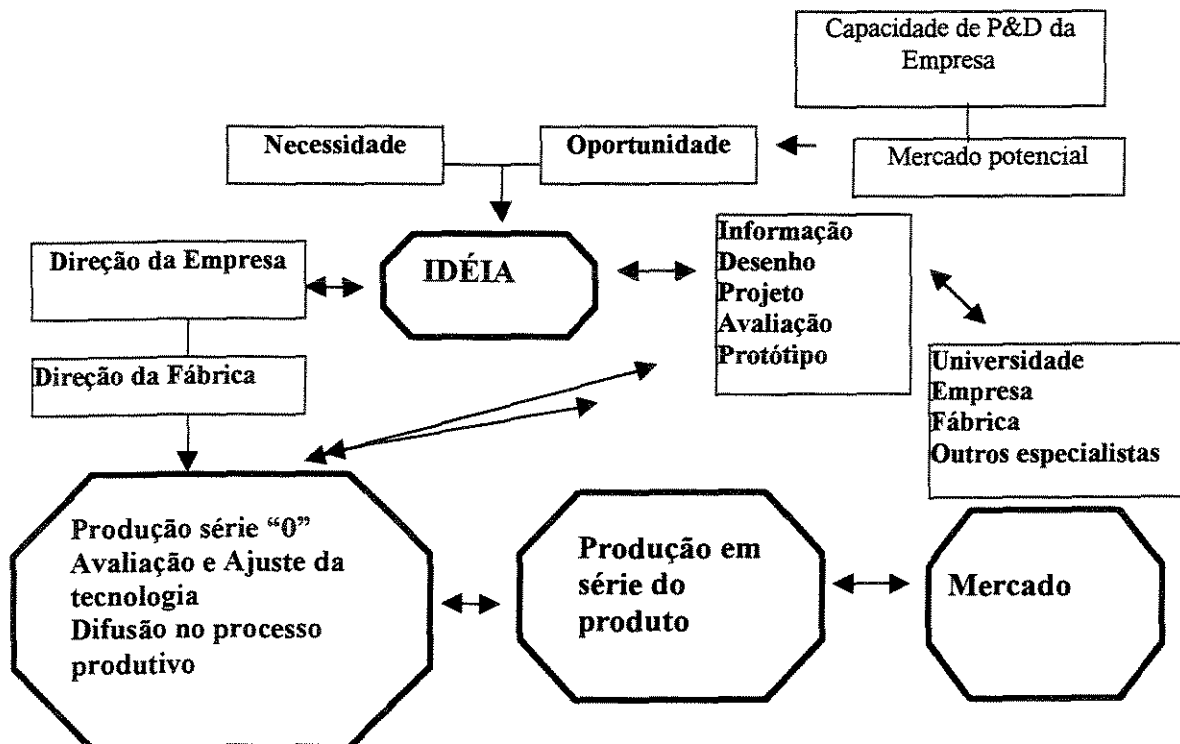 Capacidade de P&D da
Empresa
Necessidade
Oportunidade
Mercado potencial
Direção da Empresa
IDÉIA
Informação
Desenho
Projeto
Avaliação
Protótipo
Direção da Fábrica
Universidade
Empresa
Fábrica
Outros especialistas
Produção série “0”
Avaliação e Ajuste da
tecnologia
Difusão no processo
produtivo
Produção em
série do
produto
Mercado